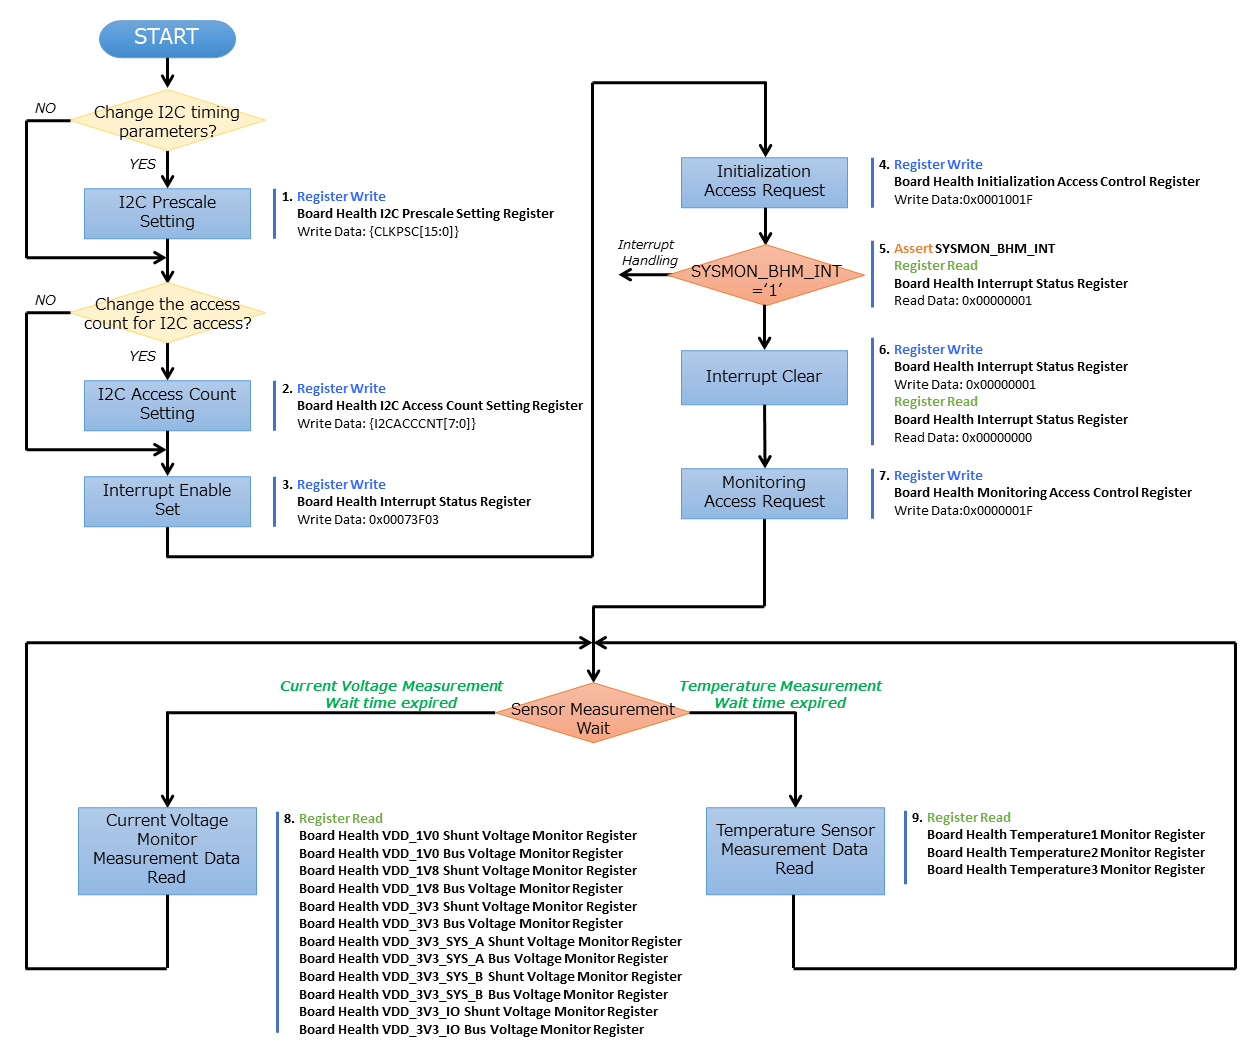 START
NO
Change I2C timing
parameters?
YES
I2C Prescale
Setting
1. Register Write
Board Health I2C Prescale Setting Register
Write Data: {CLKPSC[15:0]}
NO
Change the access
count for I2C access?
YES
I2C Access Count
Setting
2. Register Write
Board Health I2C Access Count Setting Register
Write Data: {I2CACCCNT[7:0]}
Interrupt Enable
Set
3. Register Write
Board Health Interrupt Status Register
Write Data: 0x00073F03
Initialization
Access Request
4. Register Write
Board Health Initialization Access Control Register
Write Data:0x0001001F
Interrupt
Handling
SYSMON_BHM_INT
=‘1’
5. Assert SYSMON_BHM_INT
Register Read
Board Health Interrupt Status Register
Read Data: 0x00000001
Interrupt Clear
6. Register Write
Board Health Interrupt Status Register
Write Data: 0x00000001
Register Read
Board Health Interrupt Status Register
Read Data: 0x00000000
Monitoring
Access Request
7. Register Write
Board Health Monitoring Access Control Register
Write Data:0x0000001F
Current Voltage Measurement
Wait time expired
Sensor Measurement
Wait
Temperature Measurement
Wait time expired
Current Voltage
Monitor
Measurement Data
Read
8. Register Read
Board Health VDD_1V0 Shunt Voltage Monitor Register
Board Health VDD_1V0 Bus Voltage Monitor Register
Board Health VDD_1V8 Shunt Voltage Monitor Register
Board Health VDD_1V8 Bus Voltage Monitor Register
Board Health VDD_3V3 Shunt Voltage Monitor Register
Board Health VDD_3V3 Bus Voltage Monitor Register
Board Health VDD_3V3_SYS_A Shunt Voltage Monitor Register
Board Health VDD_3V3_SYS_A Bus Voltage Monitor Register
Board Health VDD_3V3_SYS_B Shunt Voltage Monitor Register
Board Health VDD_3V3_SYS_B Bus Voltage Monitor Register
Board Health VDD_3V3_IO Shunt Voltage Monitor Register
Board Health VDD_3V3_IO Bus Voltage Monitor Register
Temperature Sensor
Measurement Data
Read
9. Register Read
Board Health Temperature1 Monitor Register
Board Health Temperature2 Monitor Register
Board Health Temperature3 Monitor Register